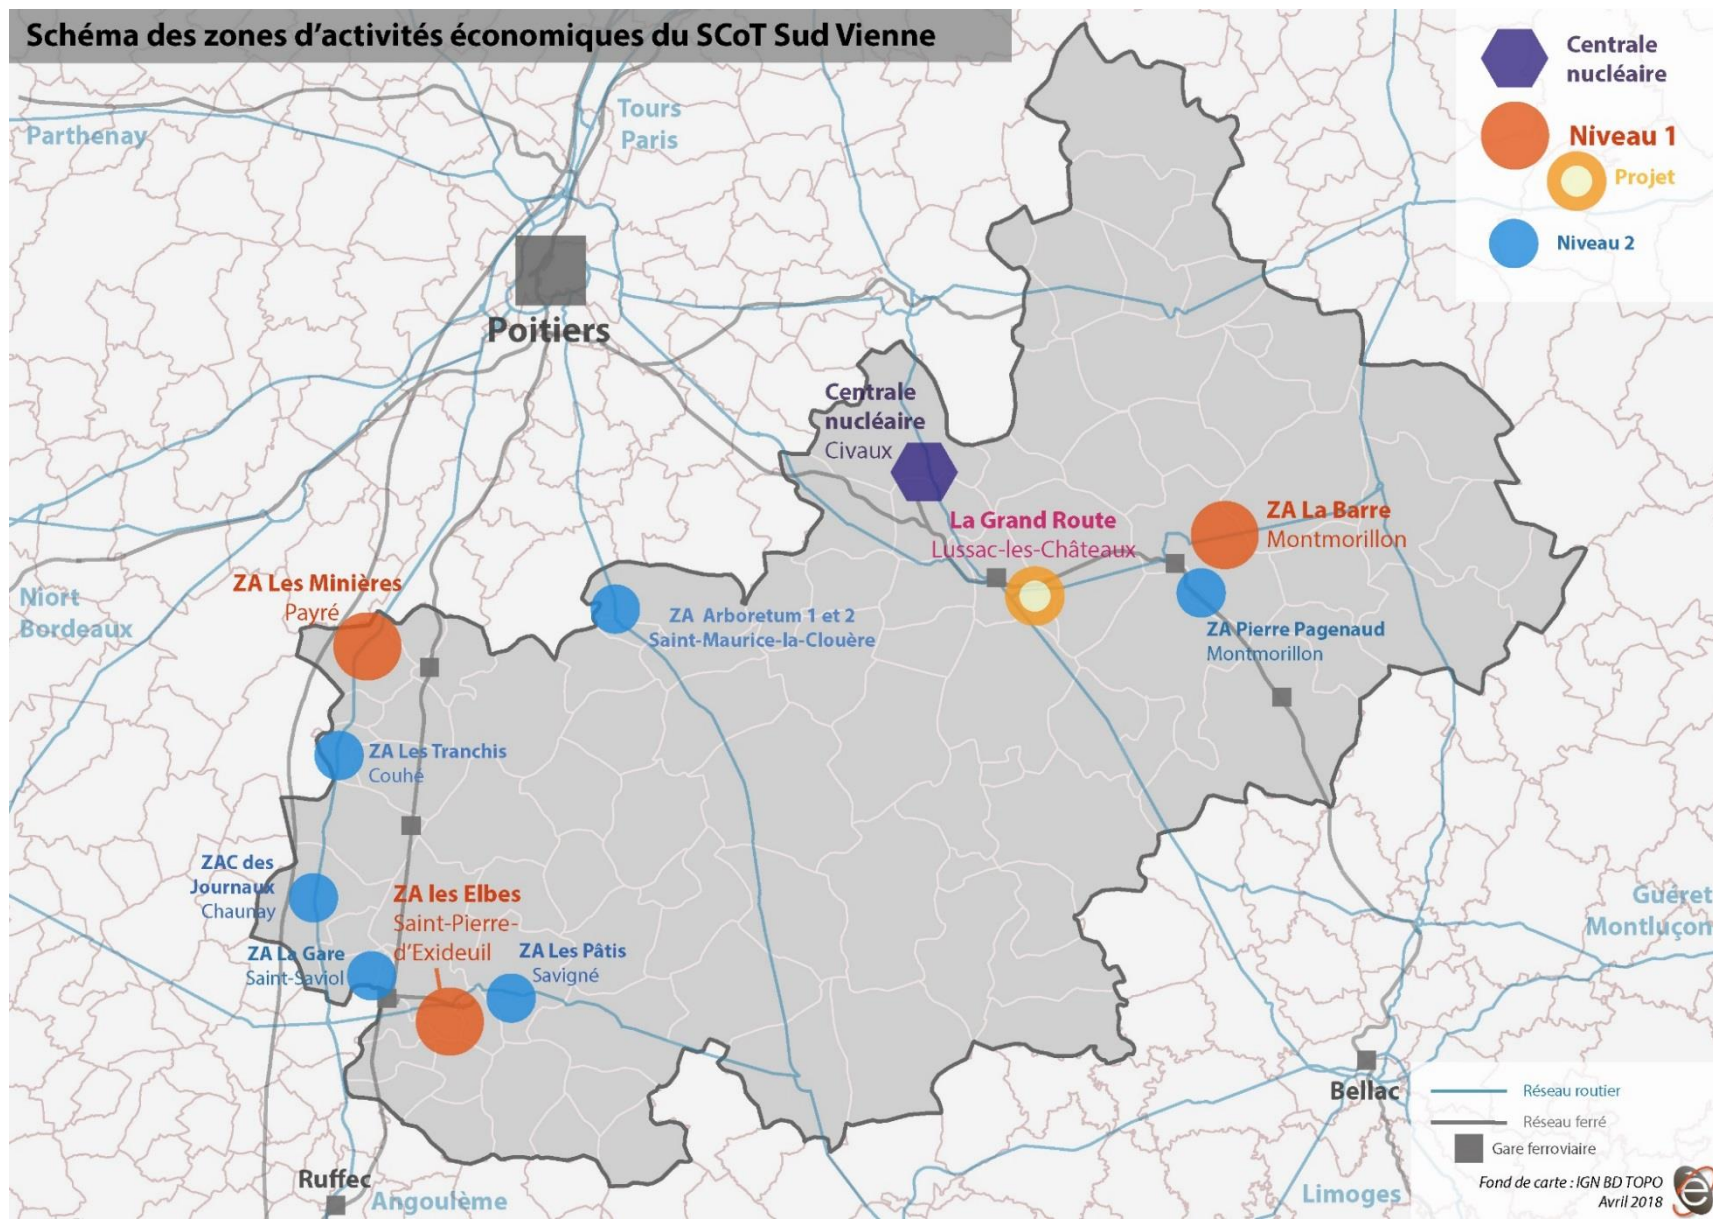 Schéma des zones d'activités économiques du SCoT Sud Vienne
Centrale
nucléaire
Niveau 1
Projet
Niveau 2
Tours
Paris
Parthenay
Poitiers
Centrale
nucléaire
Civaux
La Grand Route
Lussac-les-Châteaux
ZA La Barre
Montmorillon
ZA Les Minières
Payré
Niort
Bordeaux
ZA Arboretum 1 et 2
Saint-Maurice-la-Clouère
ZA Pierre Pagenaud
Montmorillon
ZA Les Tranchis
Couhé
ZAC des
Journaux
Chaunay
ZA les Elbes
Saint-Pierre-
d'Exideuil
ZA La Gare
Saint-Saviol
ZA Les Pâtis
Savigné
Guéret
Montluçon
Bellac
Ruffec
Angoulême
Limoges
Réseau routier
Réseau ferré
Gare ferroviaire
Fond de carte : IGN BD TOPO
Avril 2018